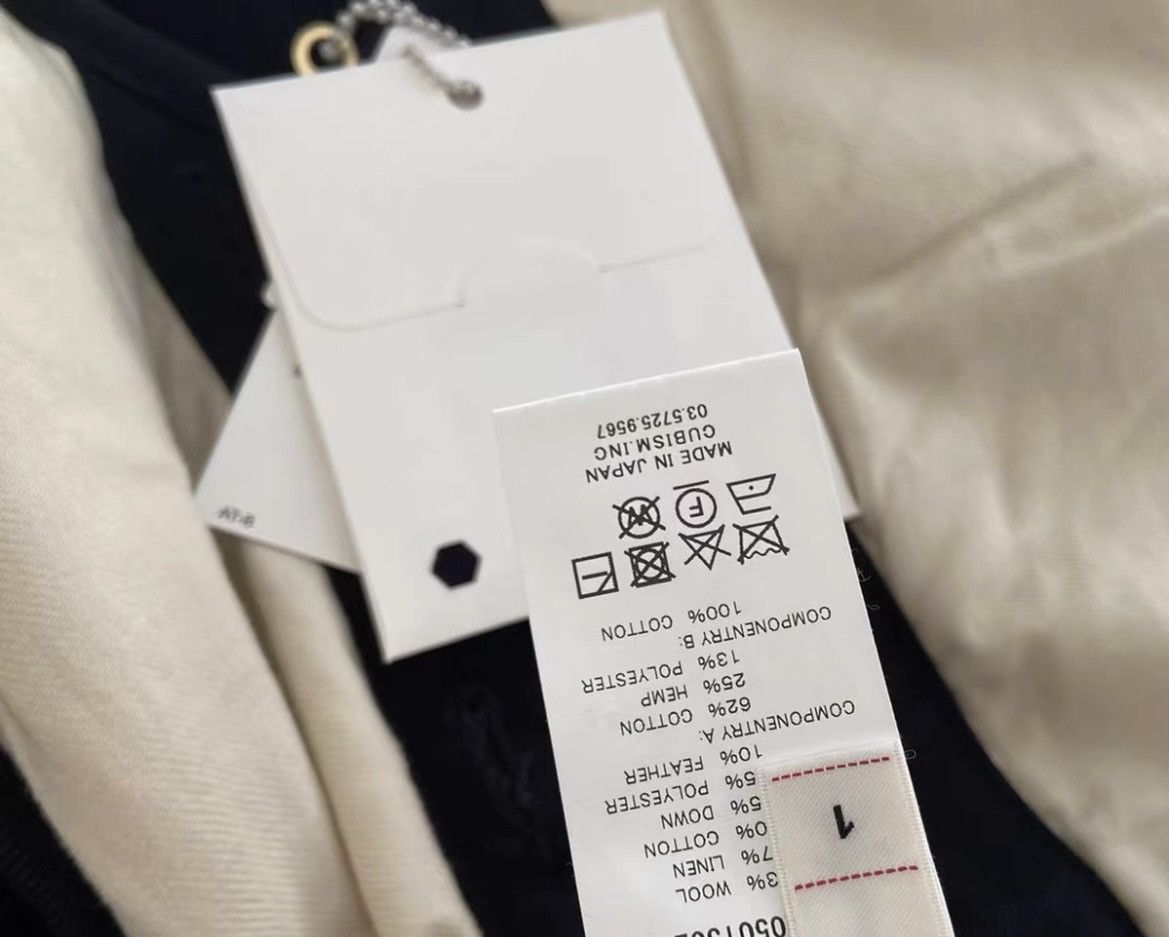 3% WOOL
7% LINEN
0% COTTON
5% DOWN
5% POLYESTER
10% FEATHER
COMPONENTRY A:
62% COTTON
25% HEMP
13% POLYESTER
COMPONENTRY B:
100% COTTON
F W
MADE IN JAPAN
CUBISM.INC
03.5725.9567
1